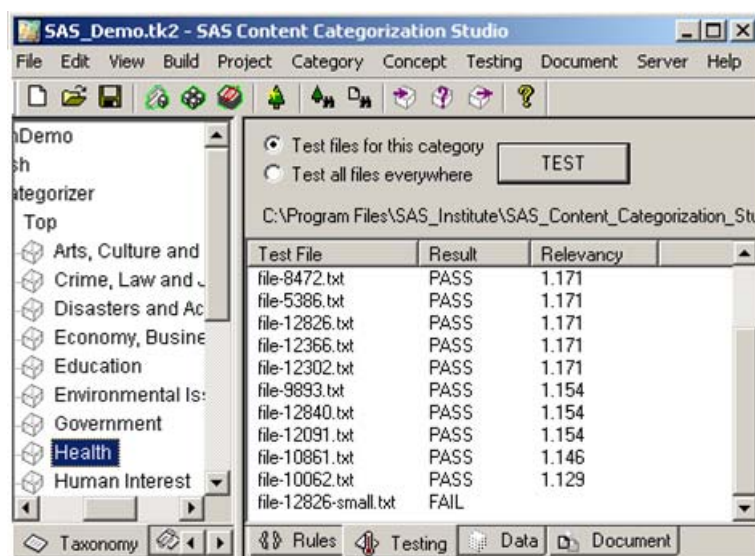 SAS_Demo.tk2 - SAS Content Categorization Studio
File Edit View Build Project Category Concept Testing Document Server Help
Demo
sh
ategorizer
Top
Arts, Culture and
Crime, Law and
Disasters and Ac
Economy, Busine
Education
Environmental Is
Government
Health
Human Interest
Taxonomy
Test files for this category
Test all files everywhere
TEST
C:\Program Files\SAS_Institute\SAS_Content_Categorization_Stu
Test File Result Relevancy
file-8472.txt PASS 1.171
file-5386.txt PASS 1.171
file-12826.txt PASS 1.171
file-12366.txt PASS 1.171
file-12302.txt PASS 1.171
file-9893.txt PASS 1.154
file-12840.txt PASS 1.154
file-12091.txt PASS 1.154
file-10861.txt PASS 1.146
file-10062.txt PASS 1.129
file-12826-small.txt FAIL
Rules Testing Data Document